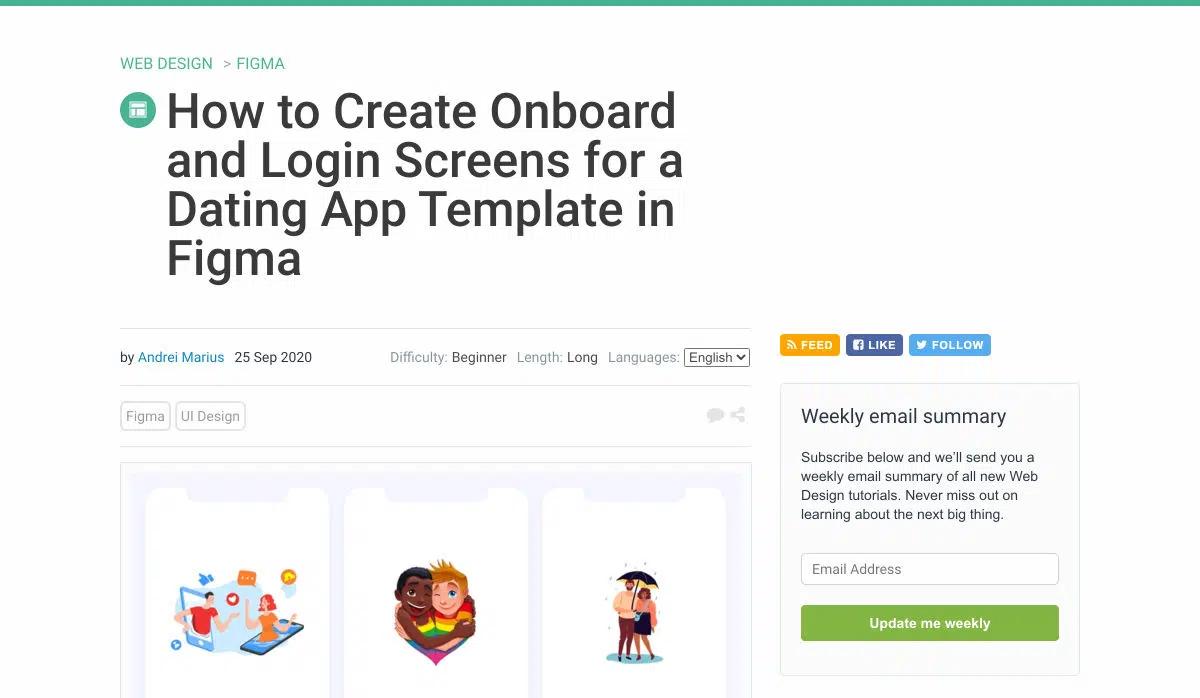 WEB DESIGN > FIGMA
How to Create Onboard
and Login Screens for a
Dating App Template in
Figma
by Andrei Marius 25 Sep 2020 Difficulty: Beginner Length: Long Languages: English
FEED LIKE FOLLOW
Figma UI Design
Weekly email summary
Subscribe below and we’ll send you a
weekly email summary of all new Web
Design tutorials. Never miss out on
learning about the next big thing.
Email Address
Update me weekly